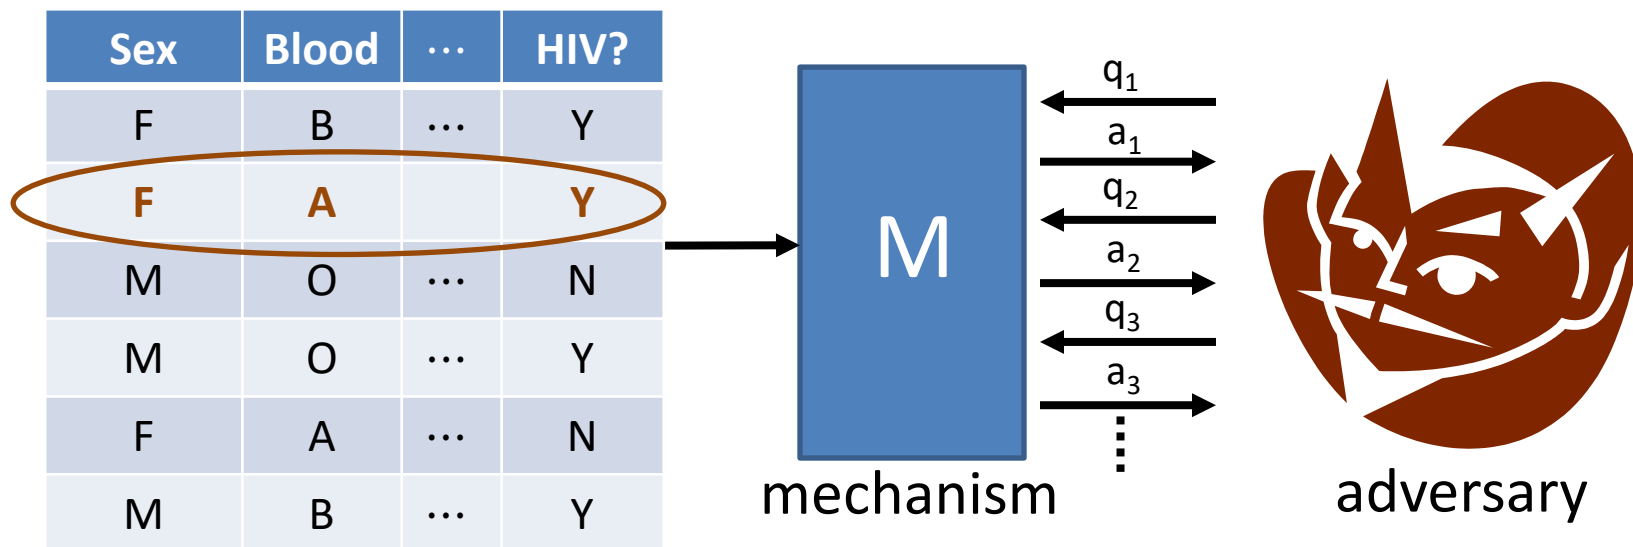 Sex Blood ... HIV?
F B ... Y
F A Y
M O ... N
M O ... Y
F A ... N
M B ... Y
M
mechanism
q1
a1
q2
a2
q3
a3
adversary